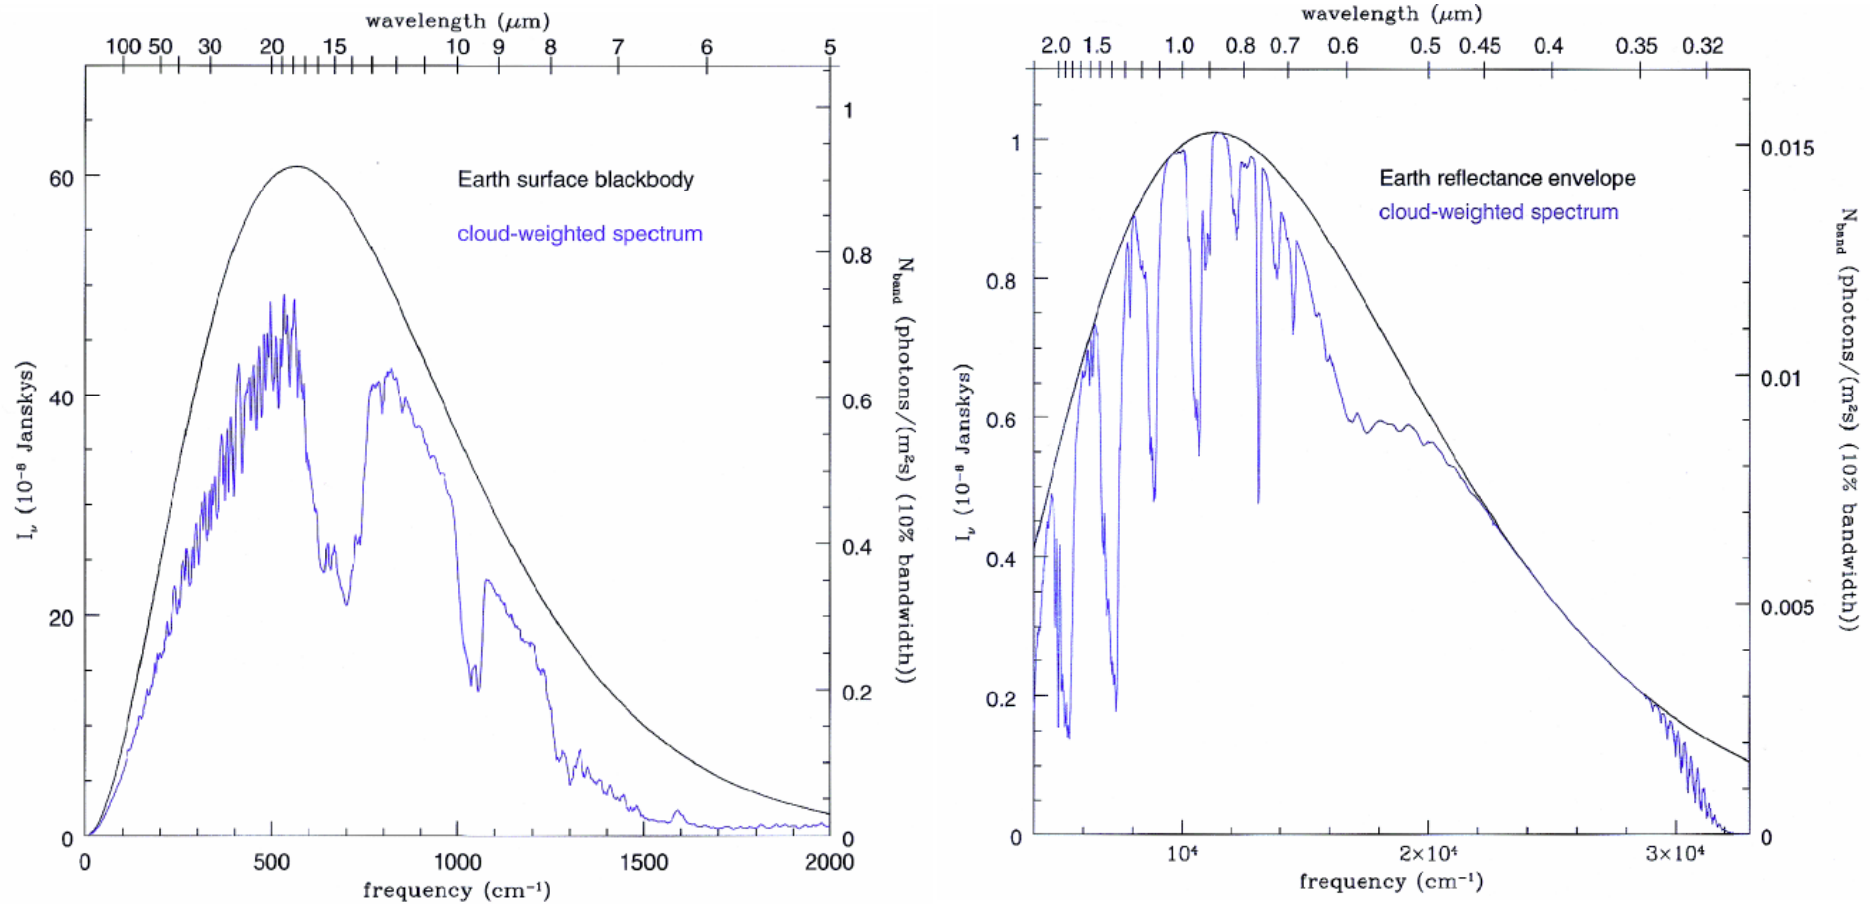 wavelength (μm)
100 50 30 20 15 10 9 8 7 6 5
60
40
20
0
I_ν (10⁻⁸ Janskys)
Earth surface blackbody
cloud-weighted spectrum
1
0.8
0.6
0.4
0.2
0
N_band (photons/(m²s) (10% bandwidth))
0 500 1000 1500 2000
frequency (cm⁻¹)
wavelength (μm)
2.0 1.5 1.0 0.8 0.7 0.6 0.5 0.45 0.4 0.35 0.32
1
0.8
0.6
0.4
0.2
0
I_ν (10⁻⁸ Janskys)
Earth reflectance envelope
cloud-weighted spectrum
0.015
0.01
0.005
0
N_band (photons/(m²s) (10% bandwidth))
10⁴ 2×10⁴ 3×10⁴
frequency (cm⁻¹)